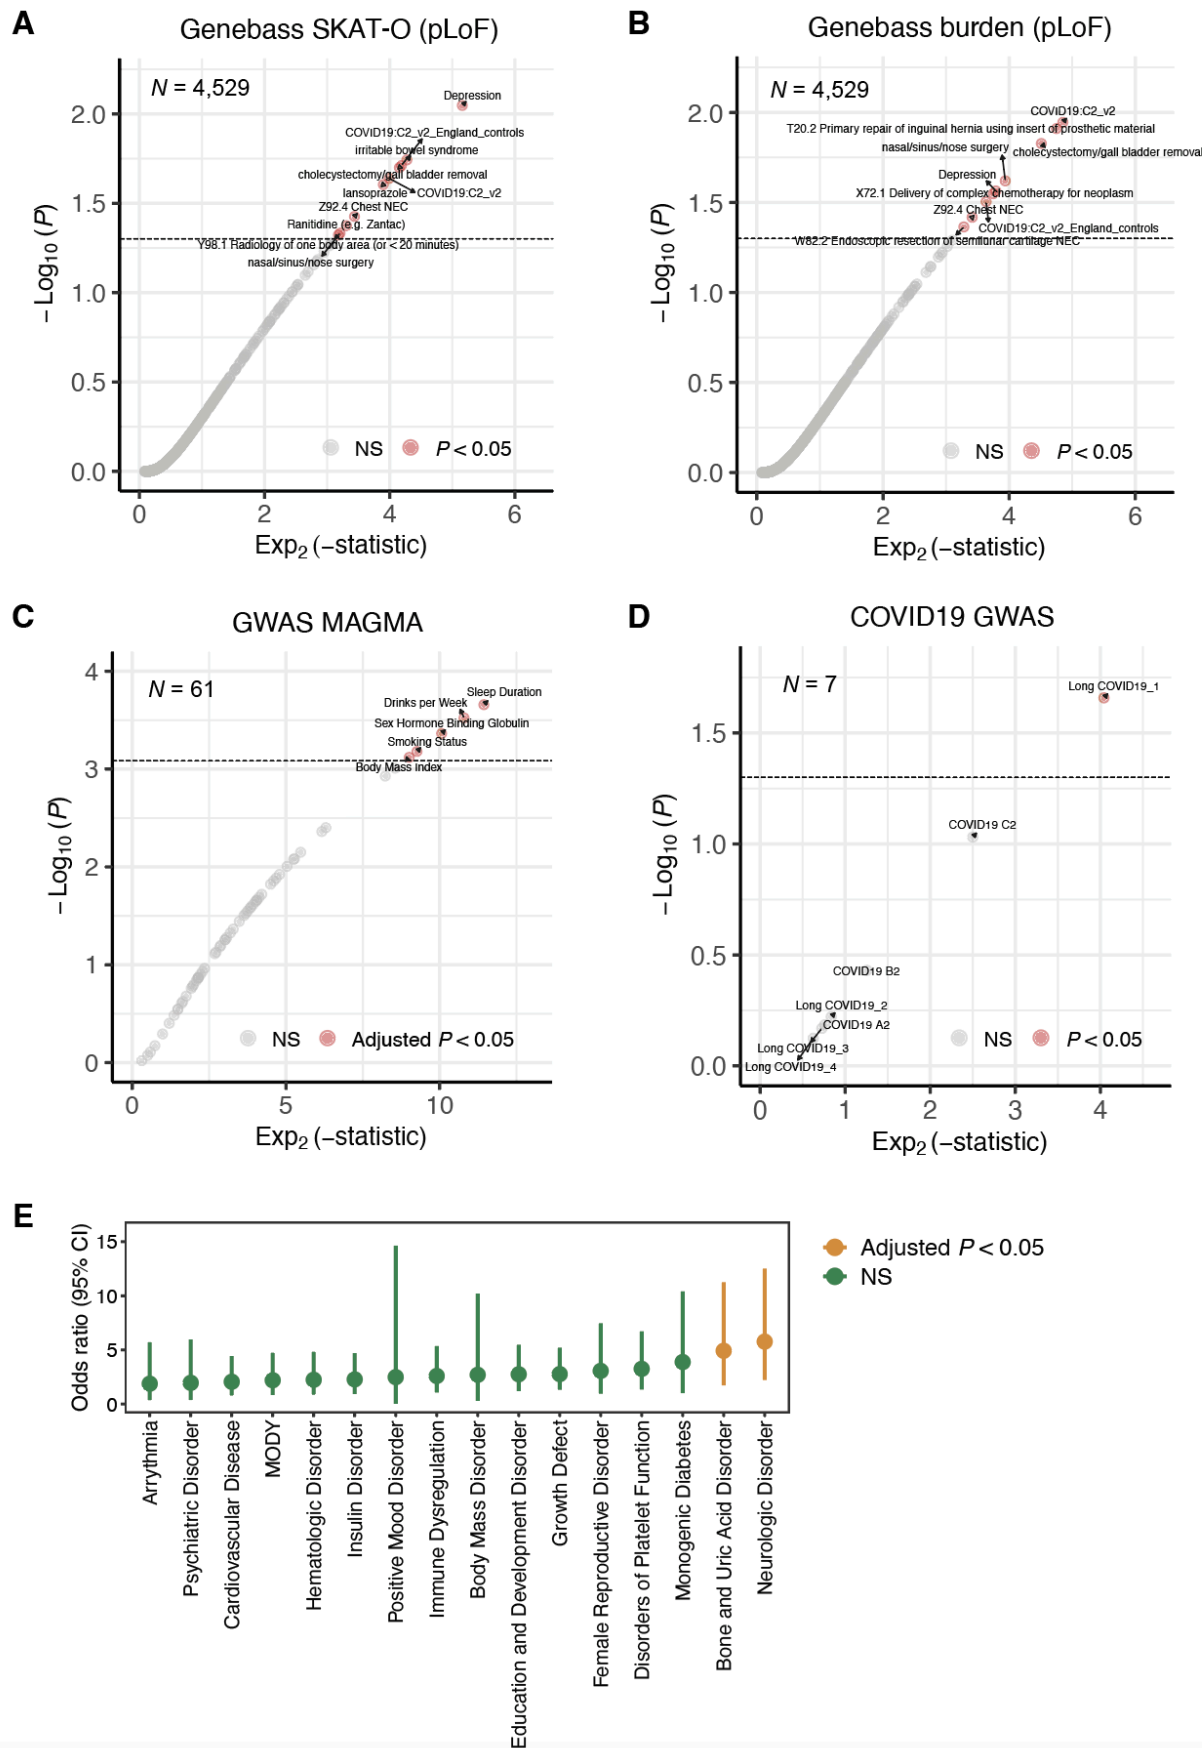 A
Genebass SKAT-O (pLoF)
N = 4,529
Depression
COVID19:C2_v2_England_controls
irritable bowel syndrome
cholecystectomy/gall bladder removal
lansoprazole
COVID19:C2_v2
Z92.4 Chest NEC
Ranitidine (e.g. Zantac)
Y98.1 Radiology of one body area (or < 20 minutes)
nasal/sinus/nose surgery
−Log10 (P)
2.0
1.5
1.0
0.5
0.0
NS
P < 0.05
0 2 4 6
Exp2 (−statistic)
B
Genebass burden (pLoF)
N = 4,529
COVID19:C2_v2
T20.2 Primary repair of inguinal hernia using insert of prosthetic material
nasal/sinus/nose surgery
cholecystectomy/gall bladder removal
Depression
X72.1 Delivery of complex chemotherapy for neoplasm
Z92.4 Chest NEC
COVID19:C2_v2_England_controls
W82.2 Endoscopic resection of semilunar cartilage NEC
−Log10 (P)
2.0
1.5
1.0
0.5
0.0
NS
P < 0.05
0 2 4 6
Exp2 (−statistic)
C
GWAS MAGMA
N = 61
Sleep Duration
Drinks per Week
Sex Hormone Binding Globulin
Smoking Status
Body Mass Index
−Log10 (P)
4
3
2
1
0
NS
Adjusted P < 0.05
0 5 10
Exp2 (−statistic)
D
COVID19 GWAS
N = 7
Long COVID19_1
COVID19 C2
COVID19 B2
Long COVID19_2
COVID19 A2
Long COVID19_3
Long COVID19_4
−Log10 (P)
1.5
1.0
0.5
0.0
NS
P < 0.05
0 1 2 3 4
Exp2 (−statistic)
E
Odds ratio (95% CI)
15
10
5
0
Adjusted P < 0.05
NS
Arrythmia
Psychiatric Disorder
Cardiovascular Disease
MODY
Hematologic Disorder
Insulin Disorder
Positive Mood Disorder
Immune Dysregulation
Body Mass Disorder
Education and Development Disorder
Growth Defect
Female Reproductive Disorder
Disorders of Platelet Function
Monogenic Diabetes
Bone and Uric Acid Disorder
Neurologic Disorder